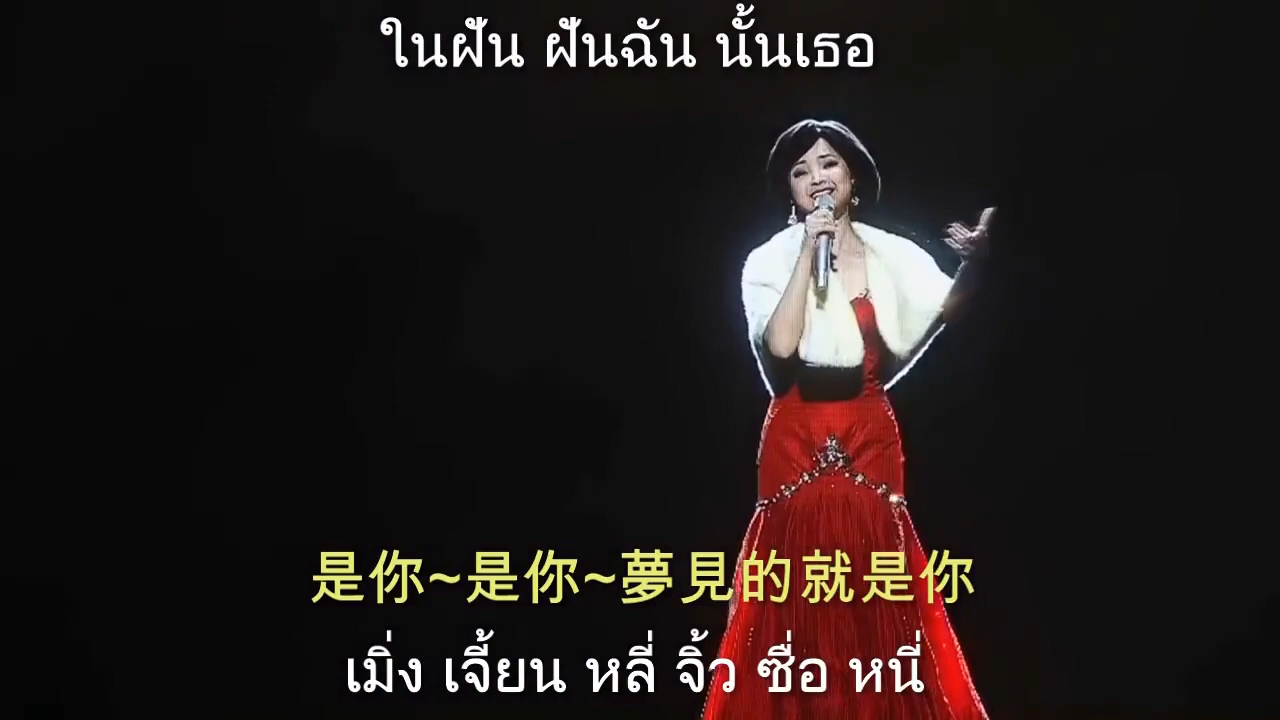 ในฝัน ฝันฉัน นั้นเธอ
是你~是你~夢見的就是你
เมิ่ง เจี้ยน หลี่ จิ้ว ซื่อ หนี่